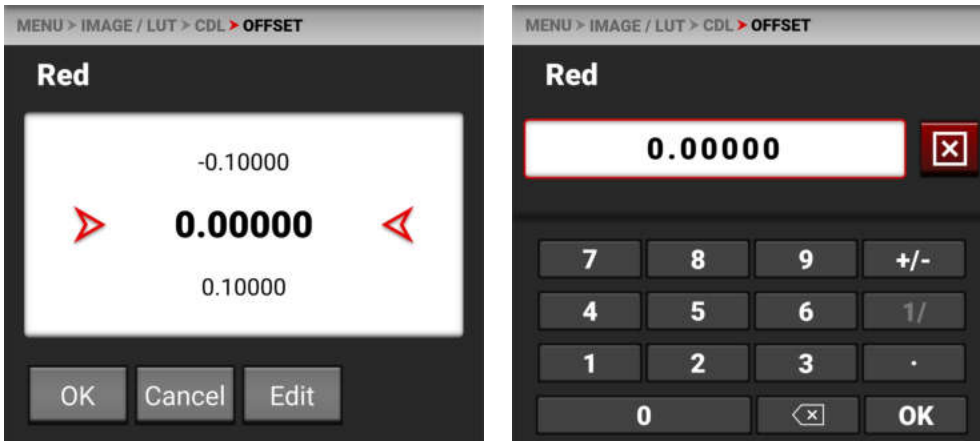 MENU > IMAGE / LUT > CDL > OFFSET
Red
-0.10000
0.00000
0.10000
OK Cancel Edit
MENU > IMAGE / LUT > CDL > OFFSET
Red
0.00000
7 8 9 +/-
4 5 6 1/
1 2 3 .
0 OK